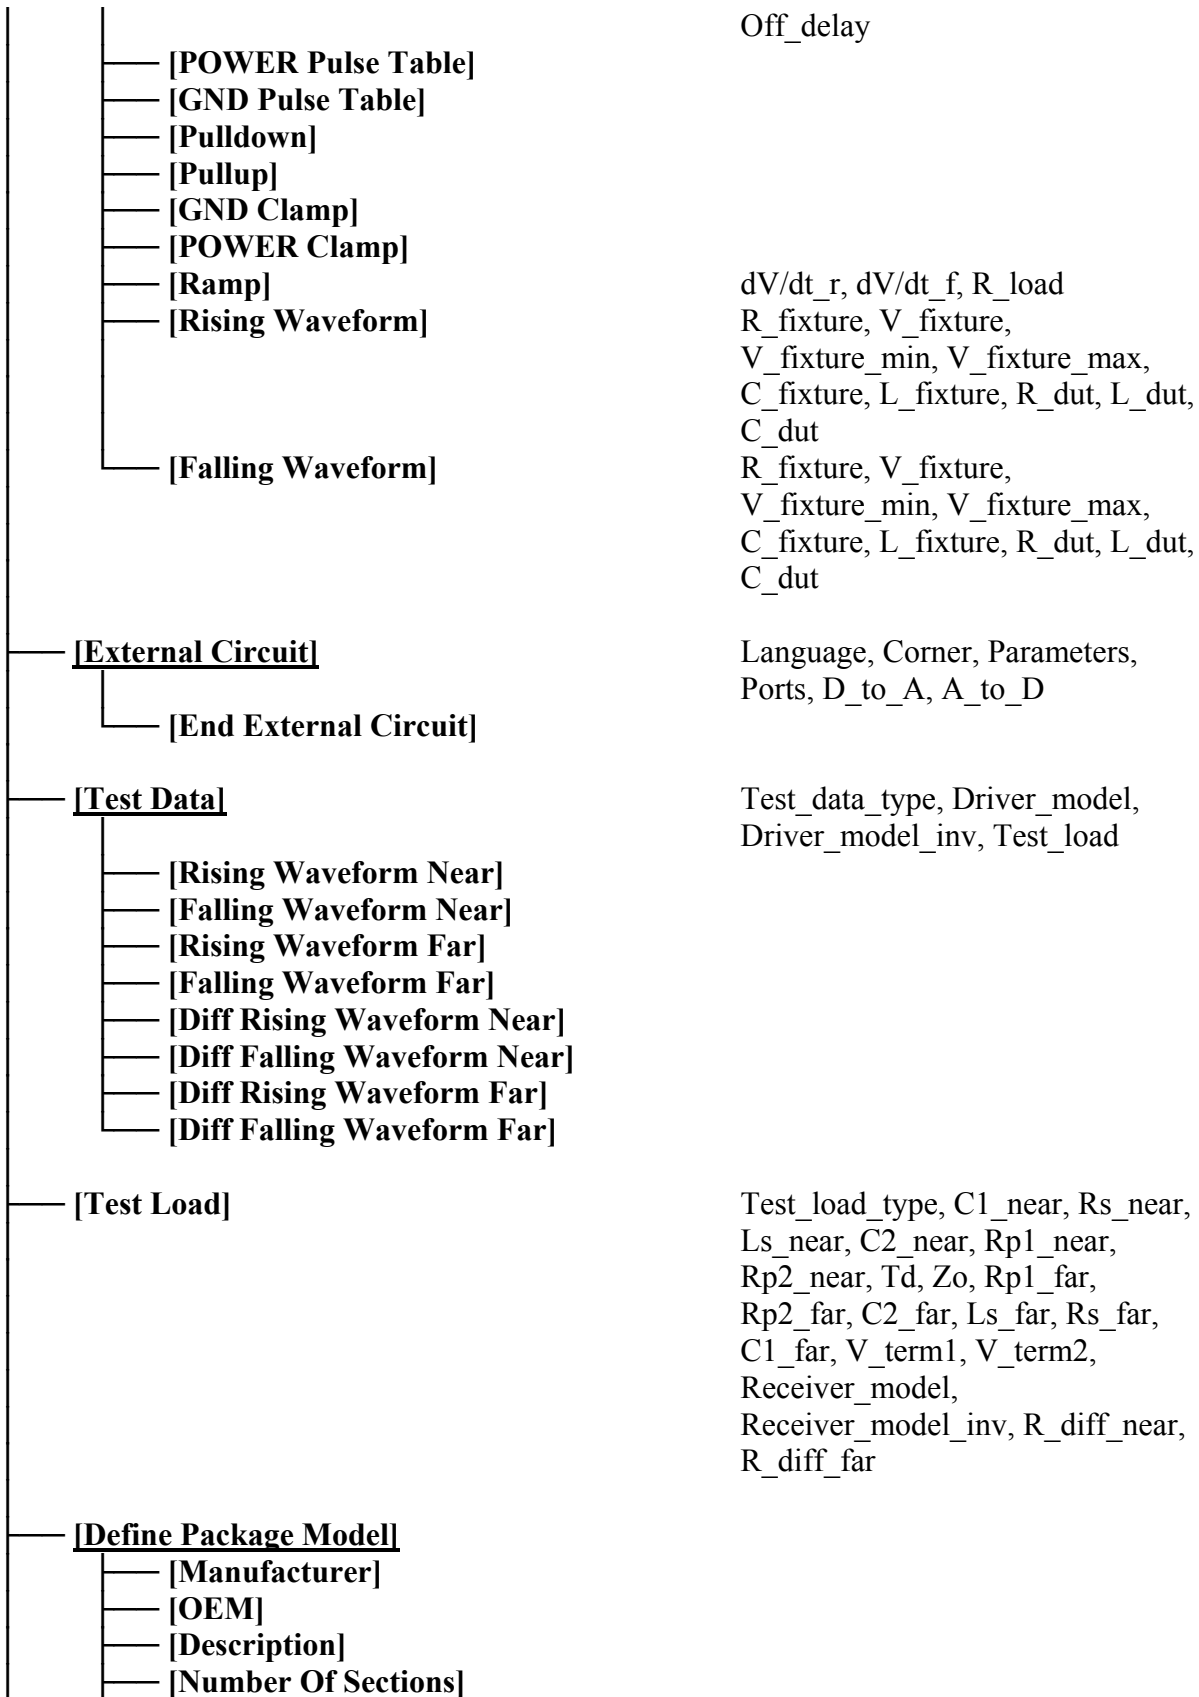 Off_delay
[POWER Pulse Table]
[GND Pulse Table]
[Pulldown]
[Pullup]
[GND Clamp]
[POWER Clamp]
[Ramp] dV/dt_r, dV/dt_f, R_load
[Rising Waveform] R_fixture, V_fixture,
V_fixture_min, V_fixture_max,
C_fixture, L_fixture, R_dut, L_dut,
C_dut
[Falling Waveform] R_fixture, V_fixture,
V_fixture_min, V_fixture_max,
C_fixture, L_fixture, R_dut, L_dut,
C_dut
[External Circuit] Language, Corner, Parameters,
Ports, D_to_A, A_to_D
[End External Circuit]
[Test Data] Test_data_type, Driver_model,
Driver_model_inv, Test_load
[Rising Waveform Near]
[Falling Waveform Near]
[Rising Waveform Far]
[Falling Waveform Far]
[Diff Rising Waveform Near]
[Diff Falling Waveform Near]
[Diff Rising Waveform Far]
[Diff Falling Waveform Far]
[Test Load] Test_load_type, C1_near, Rs_near,
Ls_near, C2_near, Rp1_near,
Rp2_near, Td, Zo, Rp1_far,
Rp2_far, C2_far, Ls_far, Rs_far,
C1_far, V_term1, V_term2,
Receiver_model,
Receiver_model_inv, R_diff_near,
R_diff_far
[Define Package Model]
[Manufacturer]
[OEM]
[Description]
[Number Of Sections]